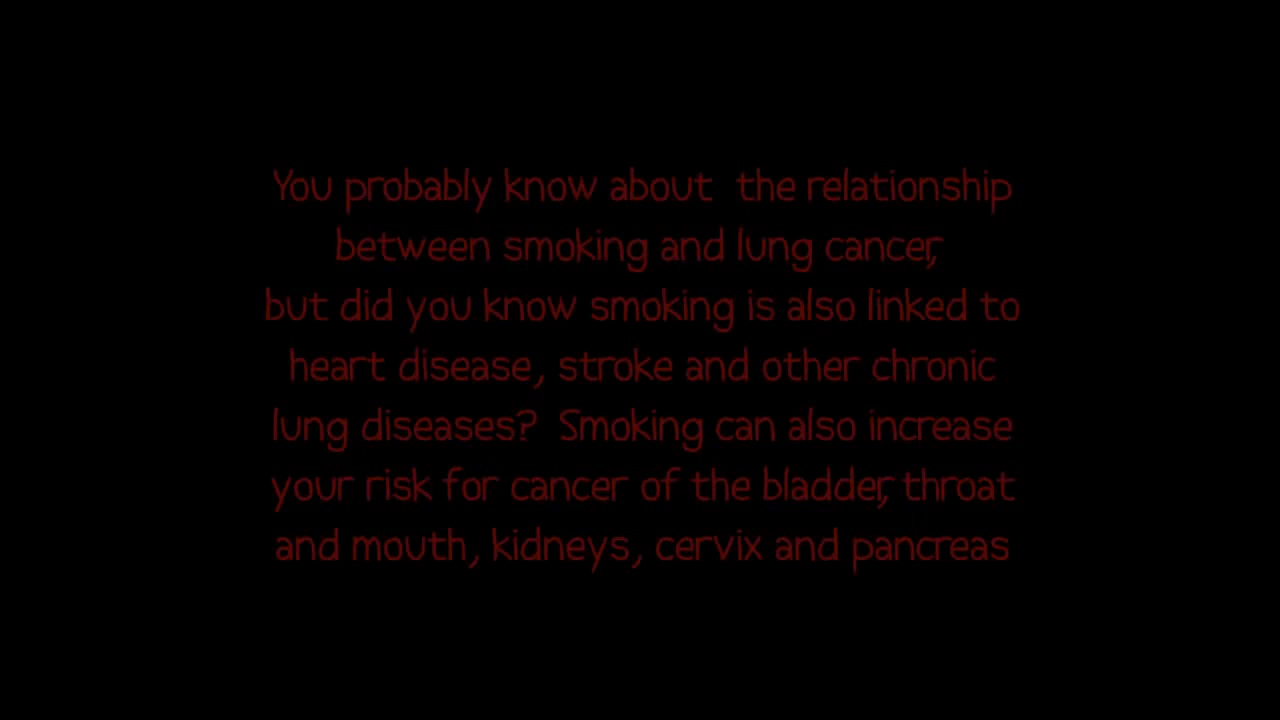 You probably know about  the relationship
between smoking and lung cancer,
but did you know smoking is also linked to
heart disease, stroke and other chronic
lung diseases?  Smoking can also increase
your risk for cancer of the bladder, throat
and mouth, kidneys, cervix and pancreas